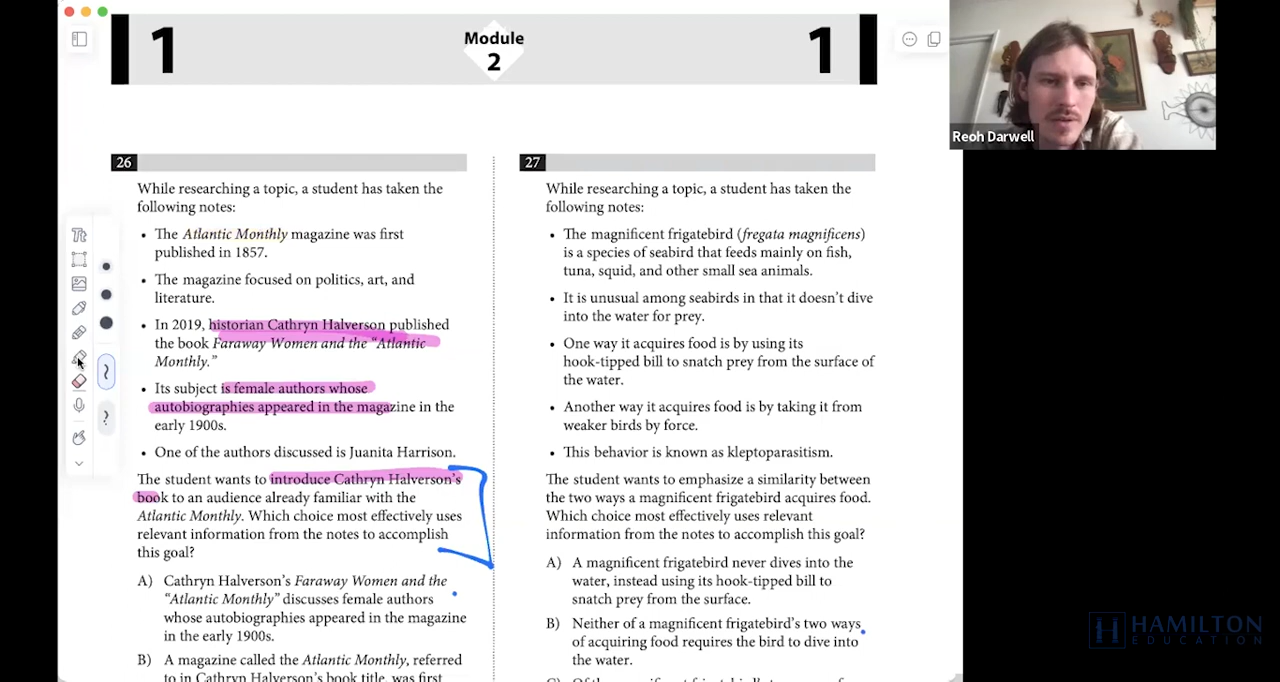 1
Module
2
1
Reoh Darwell
26
While researching a topic, a student has taken the
following notes:
• The Atlantic Monthly magazine was first
published in 1857.
• The magazine focused on politics, art, and
literature.
• In 2019, historian Cathryn Halverson published
the book Faraway Women and the “Atlantic
Monthly.”
• Its subject is female authors whose
autobiographies appeared in the magazine in the
early 1900s.
• One of the authors discussed is Juanita Harrison.
The student wants to introduce Cathryn Halverson’s
book to an audience already familiar with the
Atlantic Monthly. Which choice most effectively uses
relevant information from the notes to accomplish
this goal?
A) Cathryn Halverson’s Faraway Women and the
“Atlantic Monthly” discusses female authors
whose autobiographies appeared in the magazine
in the early 1900s.
B) A magazine called the Atlantic Monthly, referred
to in Cathryn Halverson’s book title, was first
27
While researching a topic, a student has taken the
following notes:
• The magnificent frigatebird (fregata magnificens)
is a species of seabird that feeds mainly on fish,
tuna, squid, and other small sea animals.
• It is unusual among seabirds in that it doesn’t dive
into the water for prey.
• One way it acquires food is by using its
hook-tipped bill to snatch prey from the surface of
the water.
• Another way it acquires food is by taking it from
weaker birds by force.
• This behavior is known as kleptoparasitism.
The student wants to emphasize a similarity between
the two ways a magnificent frigatebird acquires food.
Which choice most effectively uses relevant
information from the notes to accomplish this goal?
A) A magnificent frigatebird never dives into the
water, instead using its hook-tipped bill to
snatch prey from the surface.
B) Neither of a magnificent frigatebird’s two ways
of acquiring food requires the bird to dive into
the water.
HAMILTON
EDUCATION